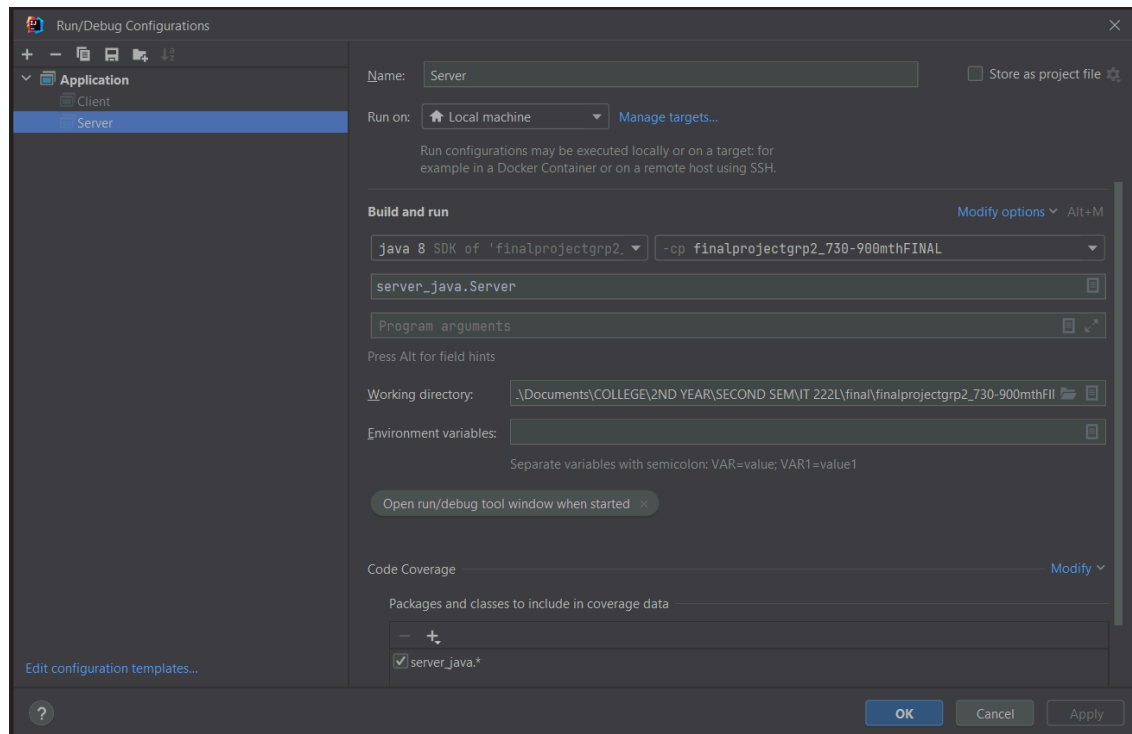 Run/Debug Configurations
Application
Client
Server
Edit configuration templates...
Name: Server
Store as project file
Run on: Local machine Manage targets...
Run configurations may be executed locally or on a target: for
example in a Docker Container or on a remote host using SSH.
Build and run Modify options Alt+M
java 8 SDK of 'finalprojectgrp2_ -cp finalprojectgrp2_730-900mthFINAL
server_java.Server
Program arguments
Press Alt for field hints
Working directory: .\Documents\COLLEGE\2ND YEAR\SECOND SEM\IT 222L\final\finalprojectgrp2_730-900mthFII
Environment variables:
Separate variables with semicolon: VAR=value; VAR1=value1
Open run/debug tool window when started
Code Coverage Modify
Packages and classes to include in coverage data
server_java.*
? OK Cancel Apply